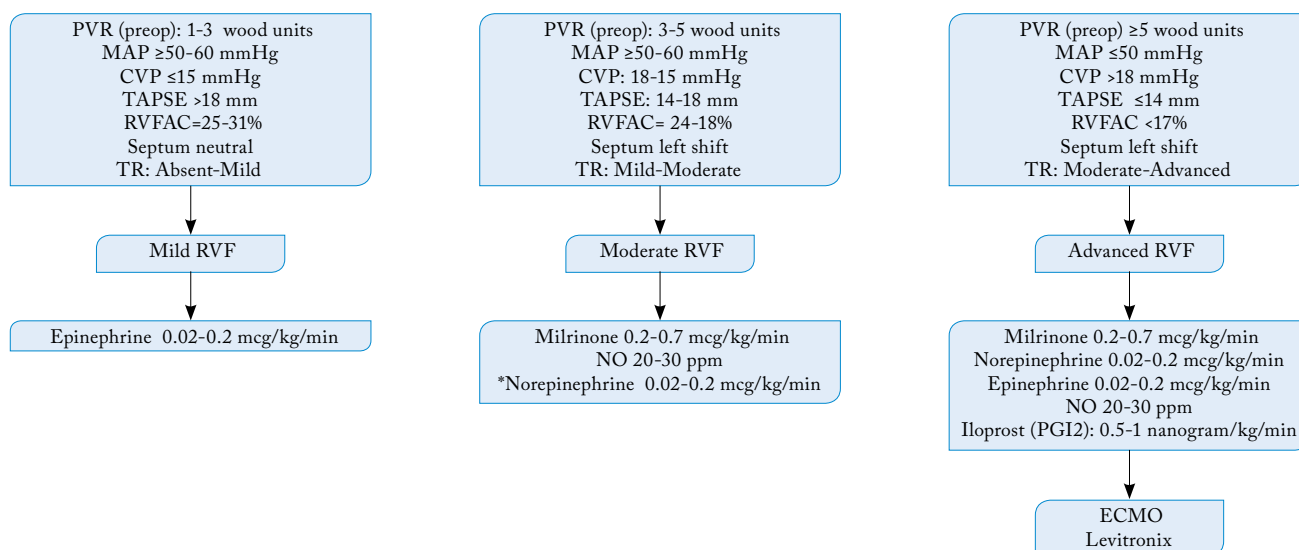 PVR (preop): 1-3 wood units
MAP ≥50-60 mmHg
CVP ≤15 mmHg
TAPSE >18 mm
RVFAC=25-31%
Septum neutral
TR: Absent-Mild
Mild RVF
Epinephrine 0.02-0.2 mcg/kg/min
PVR (preop): 3-5 wood units
MAP ≥50-60 mmHg
CVP: 18-15 mmHg
TAPSE: 14-18 mm
RVFAC= 24-18%
Septum left shift
TR: Mild-Moderate
Moderate RVF
Milrinone 0.2-0.7 mcg/kg/min
NO 20-30 ppm
*Norepinephrine 0.02-0.2 mcg/kg/min
PVR (preop) ≥5 wood units
MAP ≤50 mmHg
CVP >18 mmHg
TAPSE ≤14 mm
RVFAC <17%
Septum left shift
TR: Moderate-Advanced
Advanced RVF
Milrinone 0.2-0.7 mcg/kg/min
Norepinephrine 0.02-0.2 mcg/kg/min
Epinephrine 0.02-0.2 mcg/kg/min
NO 20-30 ppm
Iloprost (PGI2): 0.5-1 nanogram/kg/min
ECMO
Levitronix